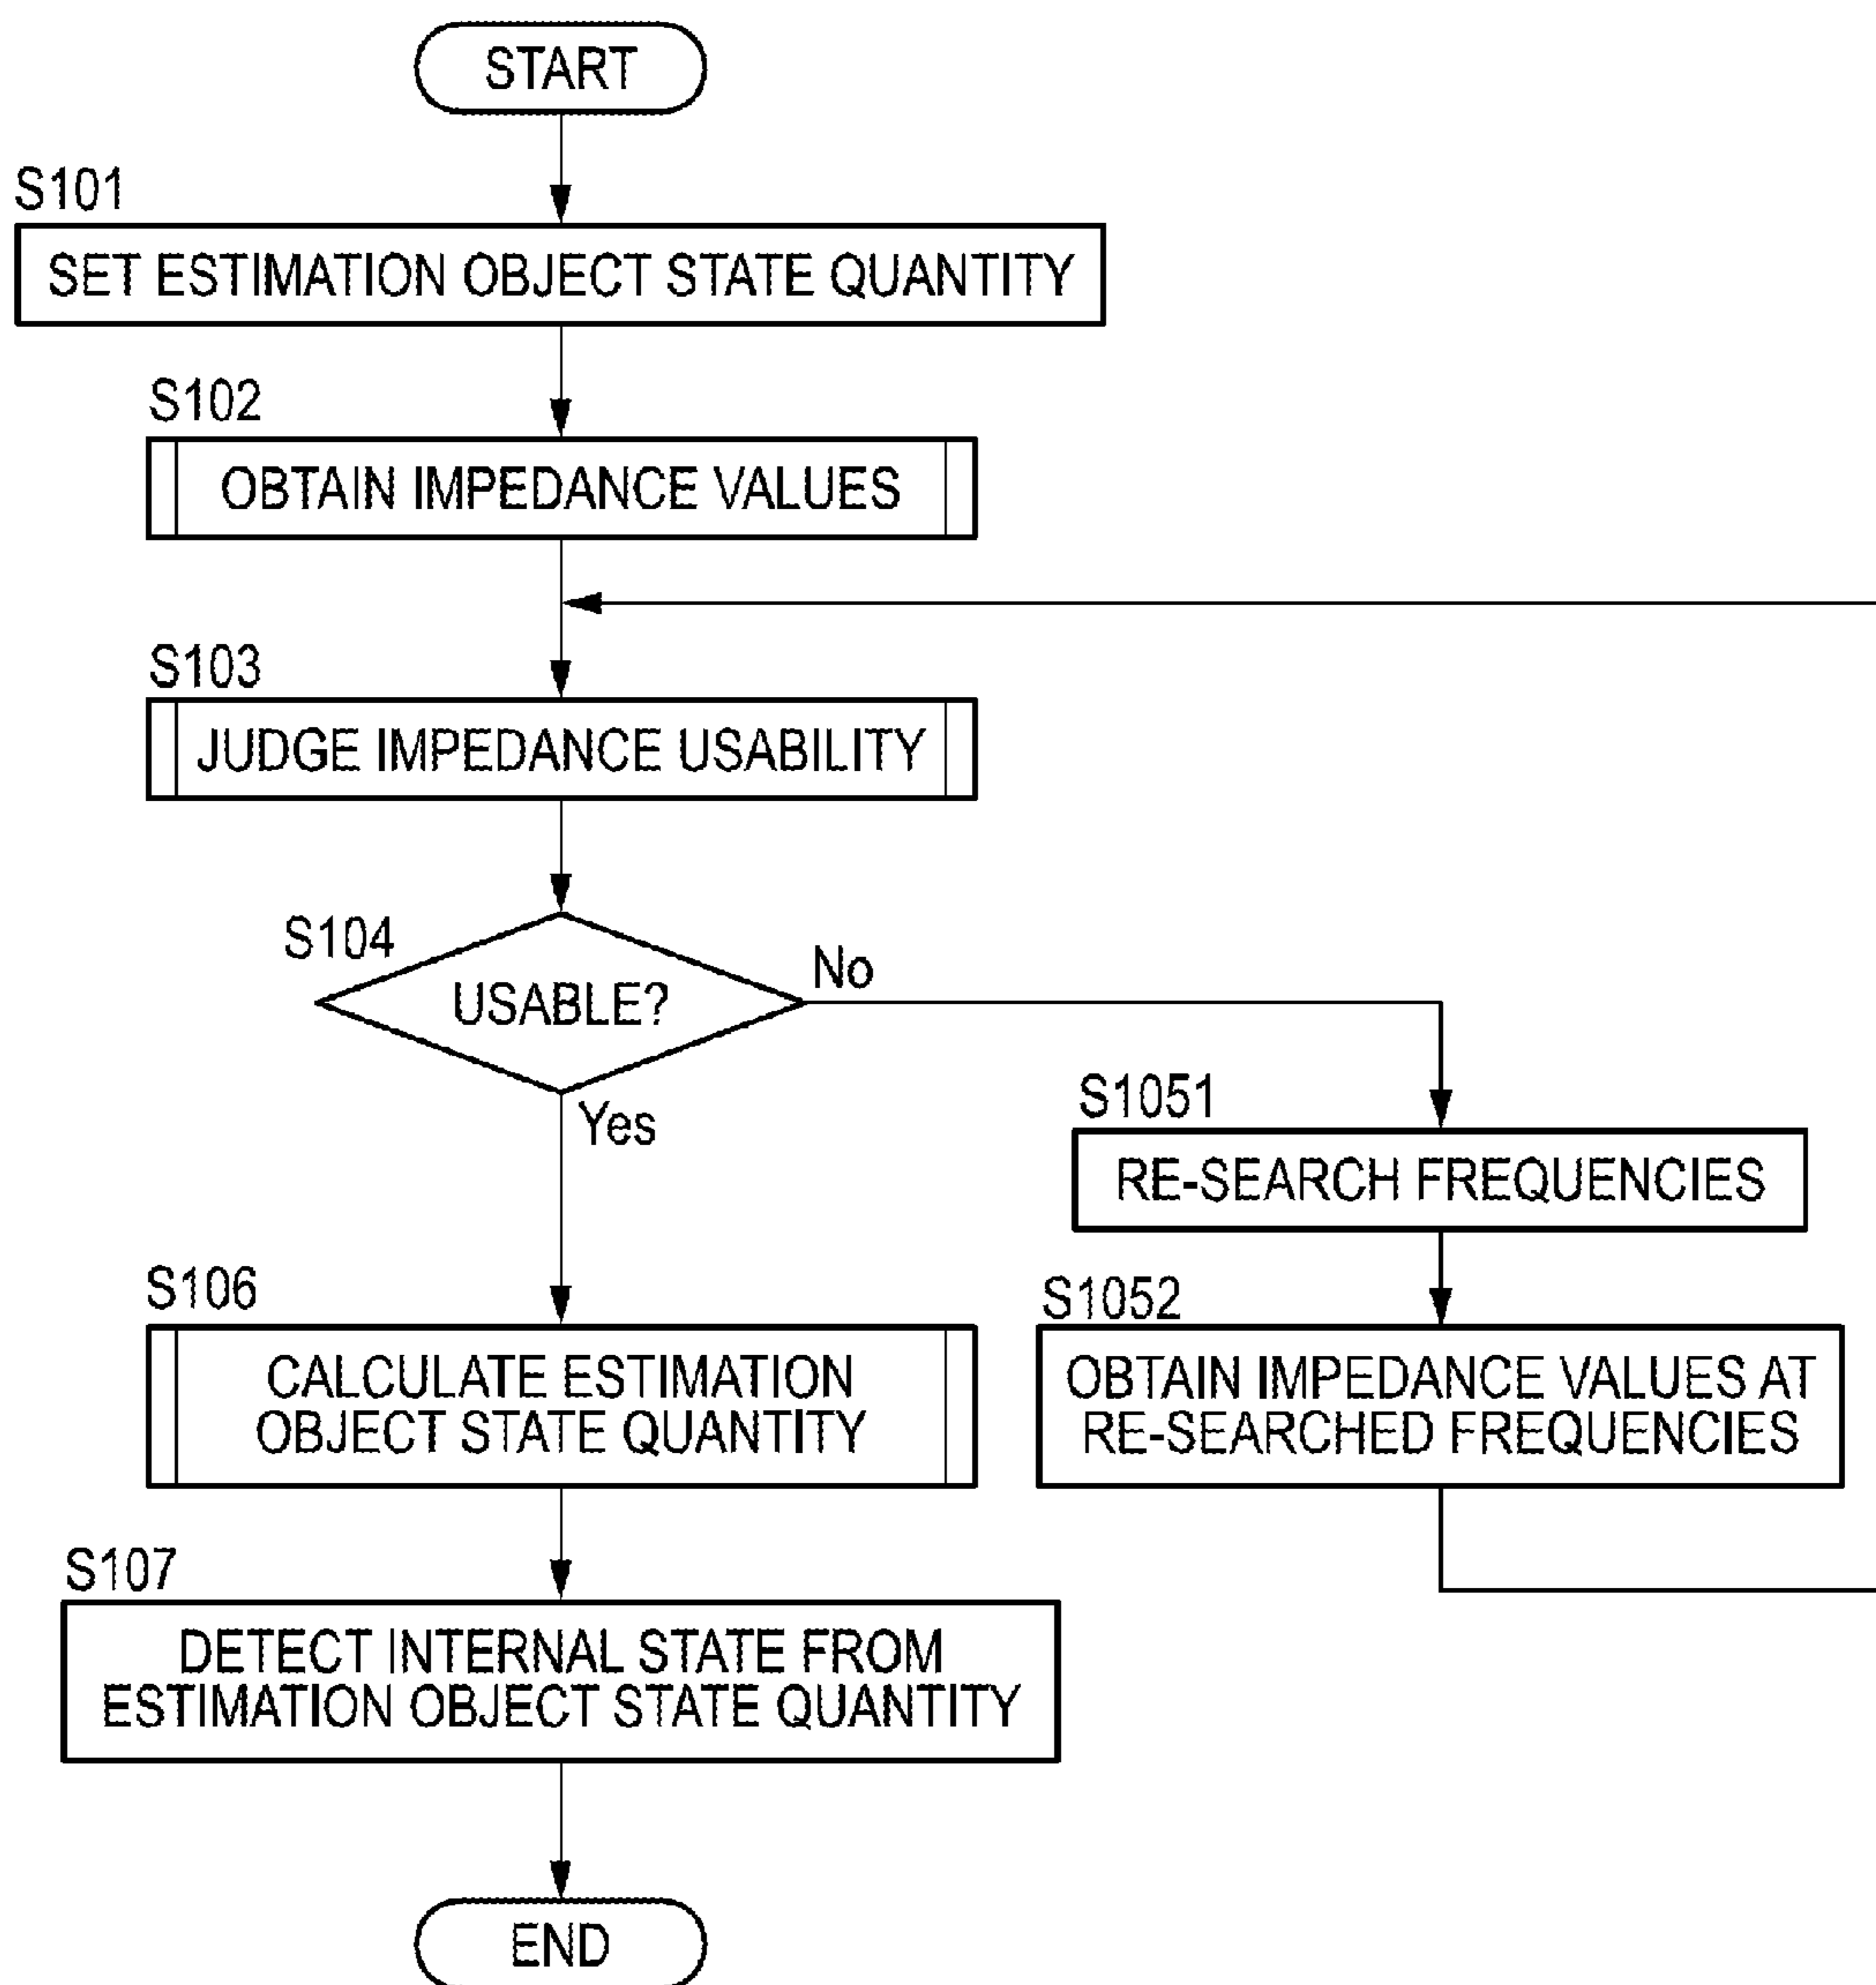 START
S101
SET ESTIMATION OBJECT STATE QUANTITY
S102
OBTAIN IMPEDANCE VALUES
S103
JUDGE IMPEDANCE USABILITY
S104
USABLE?
No
Yes
S1051
RE-SEARCH FREQUENCIES
S1052
OBTAIN IMPEDANCE VALUES AT
RE-SEARCHED FREQUENCIES
S106
CALCULATE ESTIMATION
OBJECT STATE QUANTITY
S107
DETECT INTERNAL STATE FROM
ESTIMATION OBJECT STATE QUANTITY
END